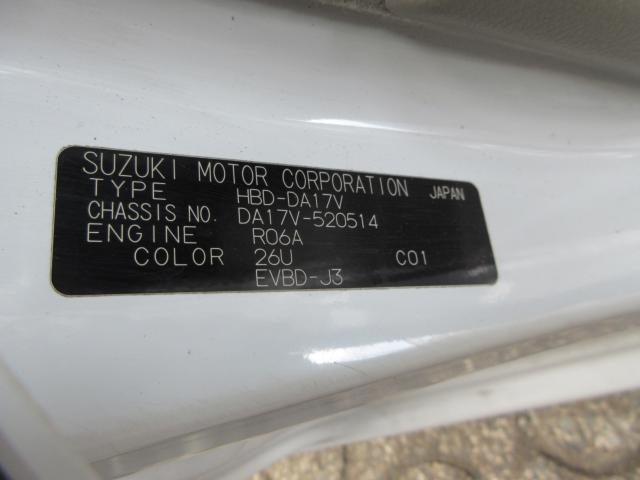 SUZUKI MOTOR CORPORATION JAPAN
TYPE HBD-DA17V
CHASSIS NO. DA17V-520514
ENGINE R06A
COLOR 26U C01
EVBD-J3